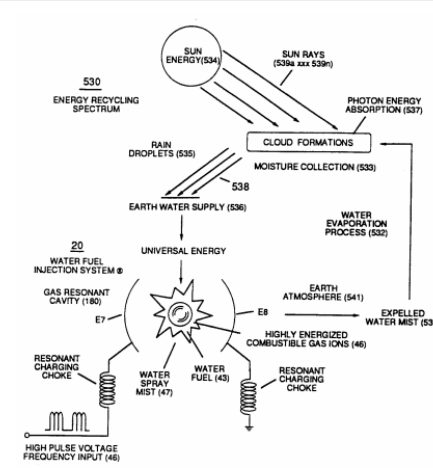 SUN
ENERGY(534)
SUN RAYS
(539a xxx 539n)
530
ENERGY RECYCLING
SPECTRUM
PHOTON ENERGY
ABSORPTION (537)
CLOUD FORMATIONS
RAIN
DROPLETS (535)
MOISTURE COLLECTION (533)
538
EARTH WATER SUPPLY (536)
WATER
EVAPORATION
PROCESS (532)
20
WATER FUEL
INJECTION SYSTEM ®
UNIVERSAL ENERGY
GAS RESONANT
CAVITY (180)
EARTH
ATMOSPHERE (541)
E7
E8
EXPELLED
WATER MIST (53
HIGHLY ENERGIZED
COMBUSTIBLE GAS IONS (46)
RESONANT
CHARGING
CHOKE
WATER
SPRAY
MIST (47)
WATER
FUEL (43)
RESONANT
CHARGING
CHOKE
HIGH PULSE VOLTAGE
FREQUENCY INPUT (46)